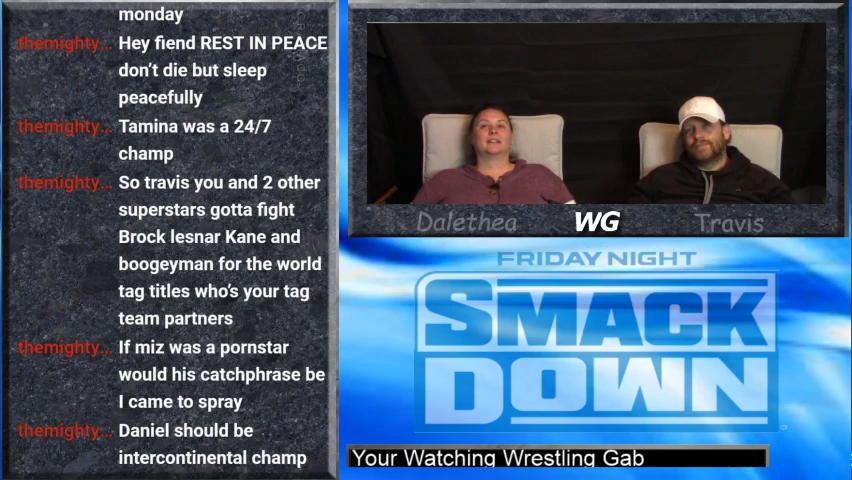 monday
themighty... Hey fiend REST IN PEACE
don't die but sleep
peacefully
themighty... Tamina was a 24/7
champ
themighty... So travis you and 2 other
superstars gotta fight
Brock lesnar Kane and
boogeyman for the world
tag titles who's your tag
team partners
themighty... If miz was a pornstar
would his catchphrase be
I came to spray
themighty... Daniel should be
intercontinental champ
Dalethea WG Travis
FRIDAY NIGHT
SMACK
DOWN
Your Watching Wrestling Gab